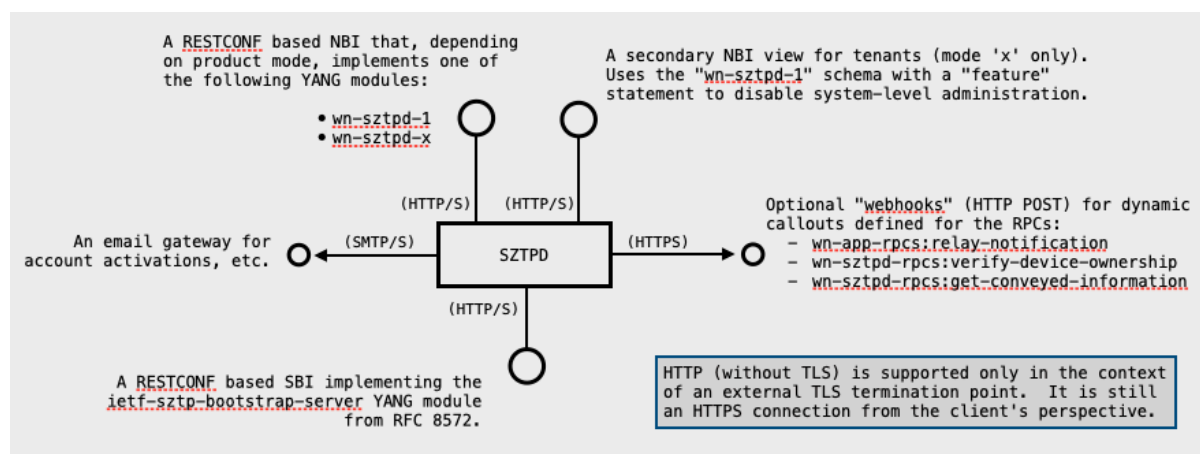 A RESTCONF based NBI that, depending
on product mode, implements one of
the following YANG modules:
• wn-sztpd-1
• wn-sztpd-x
A secondary NBI view for tenants (mode 'x' only).
Uses the "wn-sztpd-1" schema with a "feature"
statement to disable system-level administration.
(HTTP/S)
(HTTP/S)
An email gateway for
account activations, etc.
(SMTP/S)
SZTPD
(HTTPS)
Optional "webhooks" (HTTP POST) for dynamic
callouts defined for the RPCs:
– wn-app-rpcs:relay-notification
– wn-sztpd-rpcs:verify-device-ownership
– wn-sztpd-rpcs:get-conveyed-information
(HTTP/S)
A RESTCONF based SBI implementing the
ietf-sztp-bootstrap-server YANG module
from RFC 8572.
HTTP (without TLS) is supported only in the context
of an external TLS termination point.  It is still
an HTTPS connection from the client's perspective.